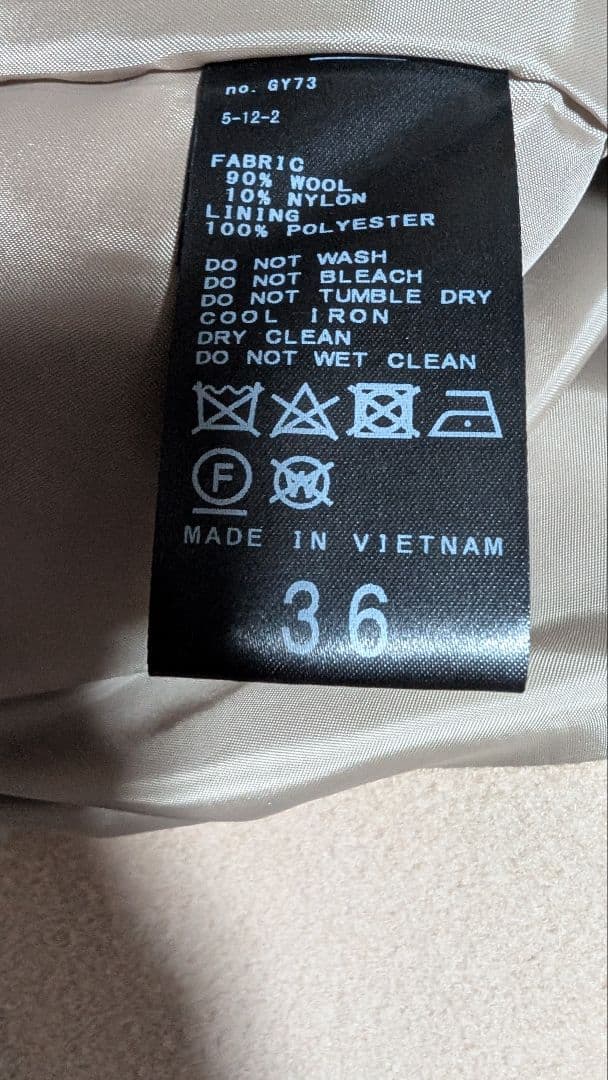 no. GY73
5-12-2
FABRIC
90% WOOL
10% NYLON
LINING
100% POLYESTER
DO NOT WASH
DO NOT BLEACH
DO NOT TUMBLE DRY
COOL IRON
DRY CLEAN
DO NOT WET CLEAN
F W
MADE IN VIETNAM
36